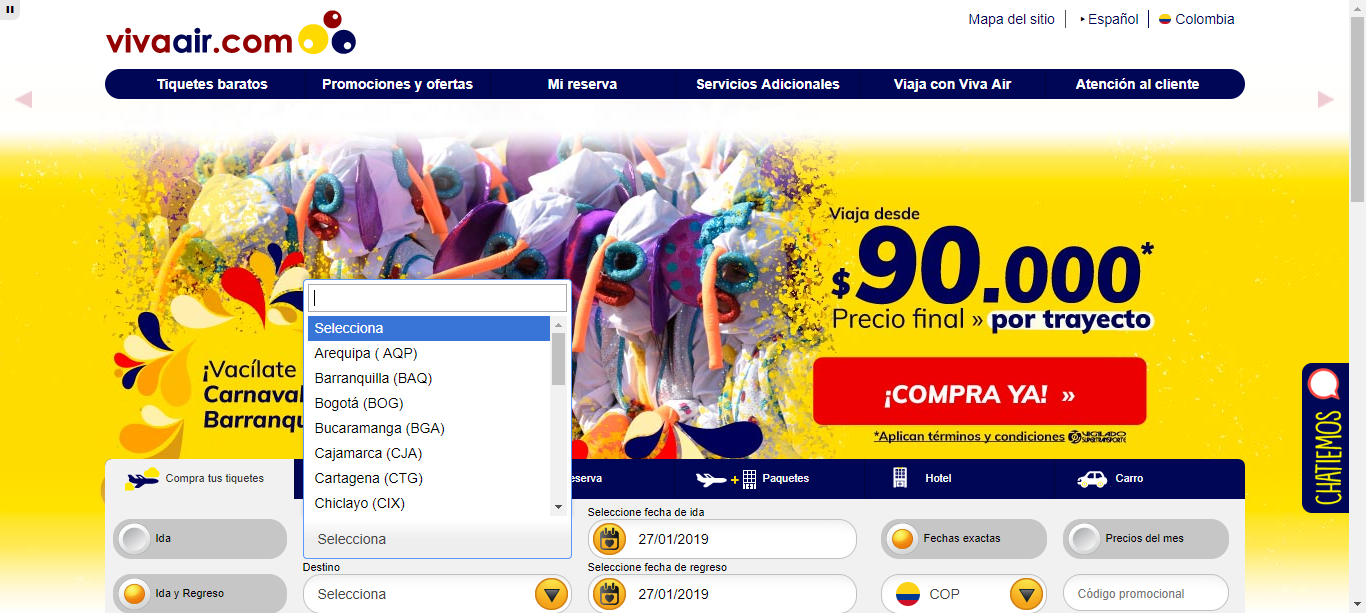 vivaair.com
Mapa del sitio
Español
Colombia
Tiquetes baratos
Promociones y ofertas
Mi reserva
Servicios Adicionales
Viaja con Viva Air
Atención al cliente
Viaja desde
$90.000*
Precio final » por trayecto
¡COMPRA YA! »
*Aplican términos y condiciones VIGILADO
SUPERTRANSPORTE
¡Vacílate
Carnaval
Barranqu
CHATIEMOS
Selecciona
Arequipa ( AQP)
Barranquilla (BAQ)
Bogotá (BOG)
Bucaramanga (BGA)
Cajamarca (CJA)
Cartagena (CTG)
Chiclayo (CIX)
Selecciona
Compra tus tiquetes
eserva
Paquetes
Hotel
Carro
Ida
Ida y Regreso
Destino
Selecciona
Seleccione fecha de ida
27/01/2019
Seleccione fecha de regreso
27/01/2019
Fechas exactas
Precios del mes
COP
Código promocional